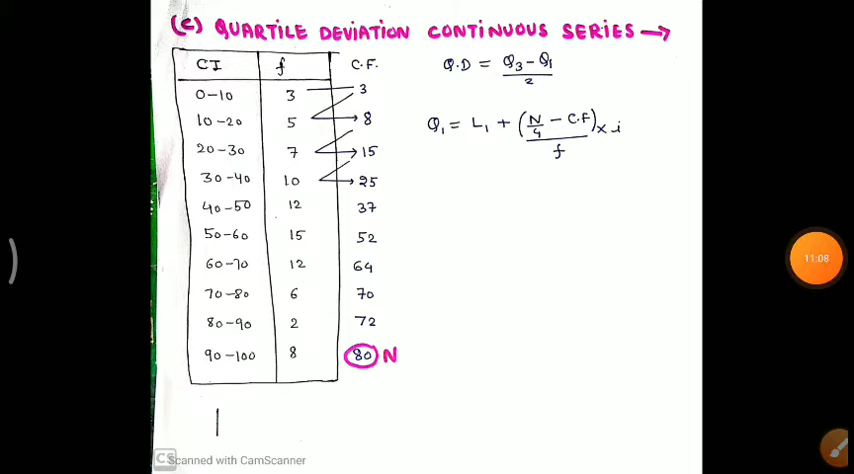 (C) QUARTILE DEVIATION CONTINUOUS SERIES →
CI f C.F.
0-10 3 3
10-20 5 8
20-30 7 15
30-40 10 25
40-50 12 37
50-60 15 52
60-70 12 64
70-80 6 70
80-90 2 72
90-100 8 80 N
Q.D = Q₃ - Q₁ / 2
Q₁ = L₁ + (N/4 - C.F) / f × i
11:08
CS Scanned with CamScanner